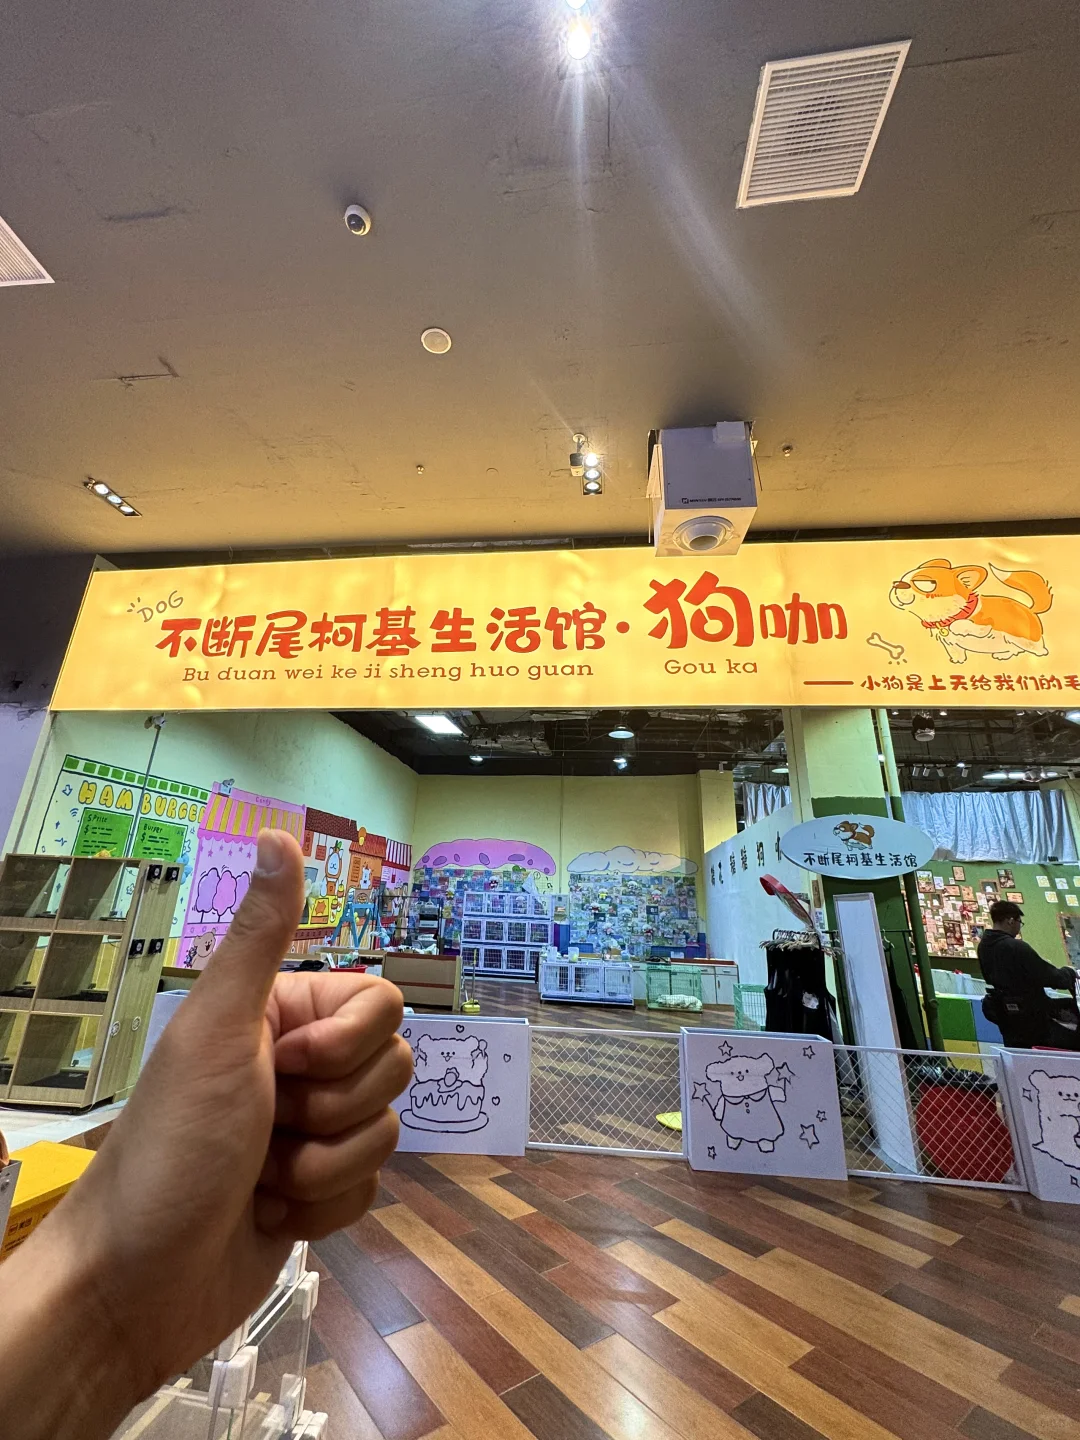 DOG
不断尾柯基生活馆·狗咖
Bu duan wei ke ji sheng huo guan Gou ka
——小狗是上天给我们的毛
HAMBURGER
$ Price
Burger
不断尾柯基生活馆